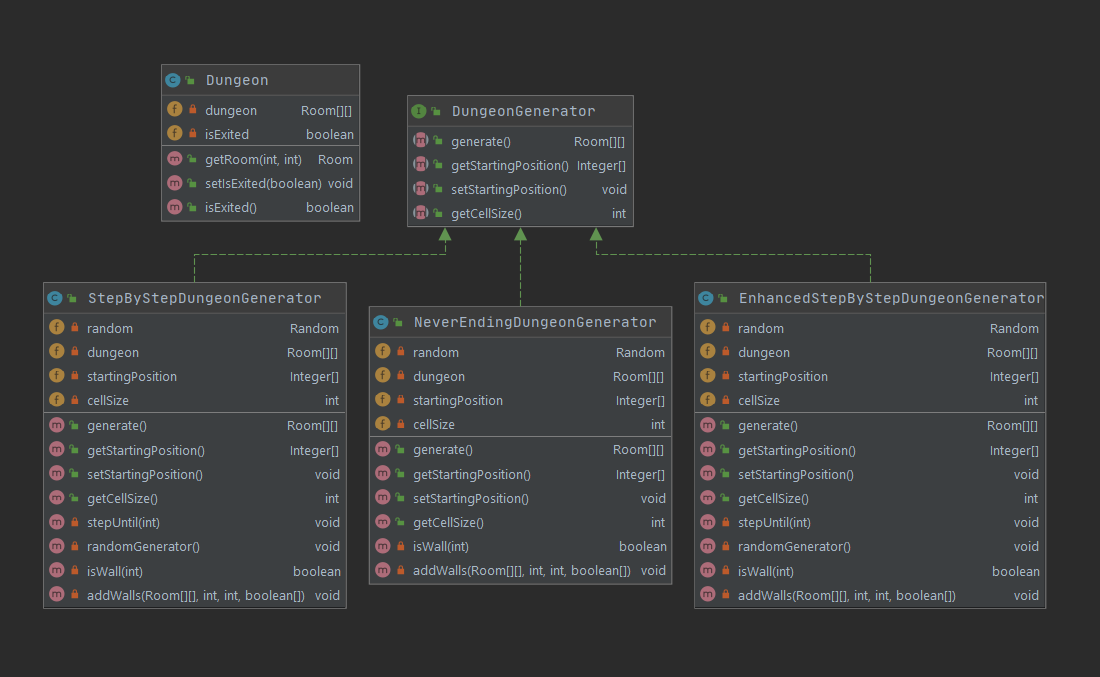 Dungeon
dungeon Room[][]
isExited boolean
getRoom(int, int) Room
setIsExited(boolean) void
isExited() boolean
DungeonGenerator
generate() Room[][]
getStartingPosition() Integer[]
setStartingPosition() void
getCellSize() int
StepByStepDungeonGenerator
random Random
dungeon Room[][]
startingPosition Integer[]
cellSize int
generate() Room[][]
getStartingPosition() Integer[]
setStartingPosition() void
getCellSize() int
stepUntil(int) void
randomGenerator() void
isWall(int) boolean
addWalls(Room[][], int, int, boolean[]) void
NeverEndingDungeonGenerator
random Random
dungeon Room[][]
startingPosition Integer[]
cellSize int
generate() Room[][]
getStartingPosition() Integer[]
setStartingPosition() void
getCellSize() int
isWall(int) boolean
addWalls(Room[][], int, int, boolean[]) void
EnhancedStepByStepDungeonGenerator
random Random
dungeon Room[][]
startingPosition Integer[]
cellSize int
generate() Room[][]
getStartingPosition() Integer[]
setStartingPosition() void
getCellSize() int
stepUntil(int) void
randomGenerator() void
isWall(int) boolean
addWalls(Room[][], int, int, boolean[]) void